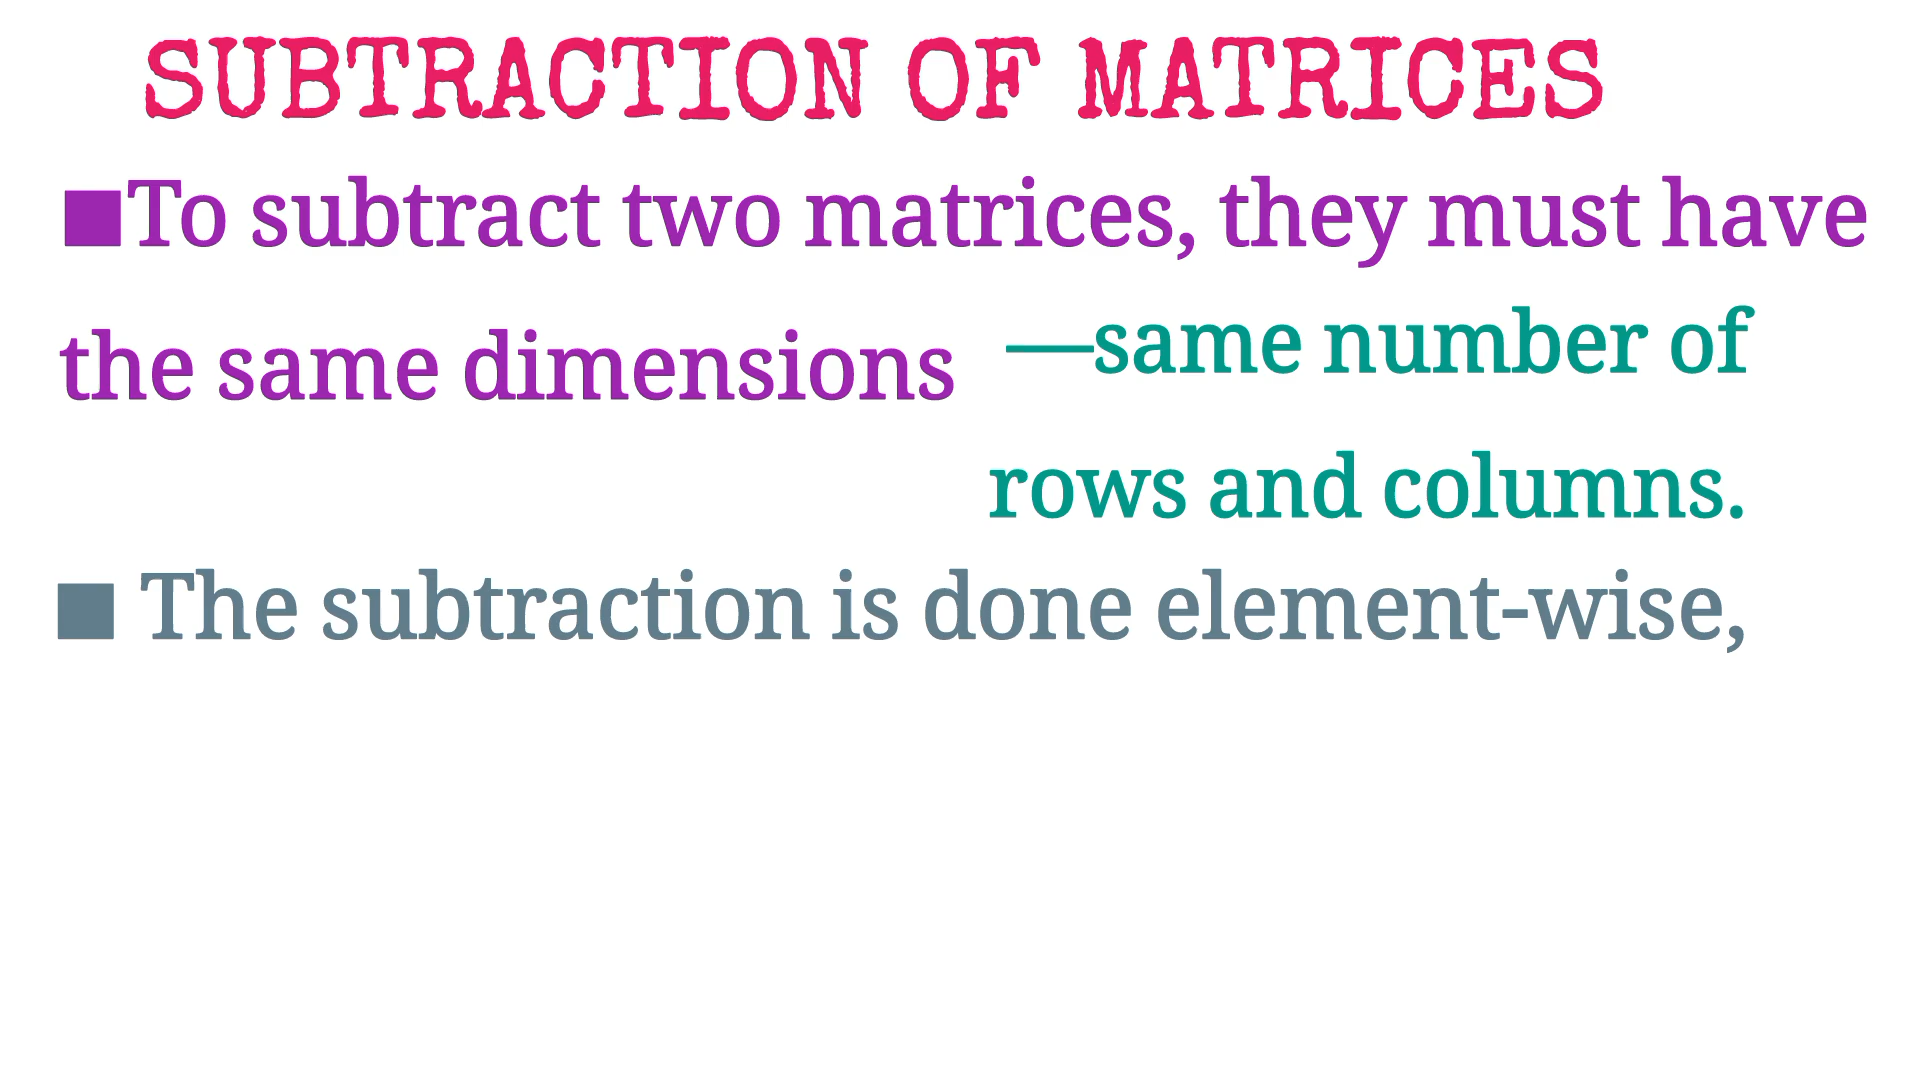 SUBTRACTION OF MATRICES
■To subtract two matrices, they must have
the same dimensions —same number of
rows and columns.
■ The subtraction is done element-wise,